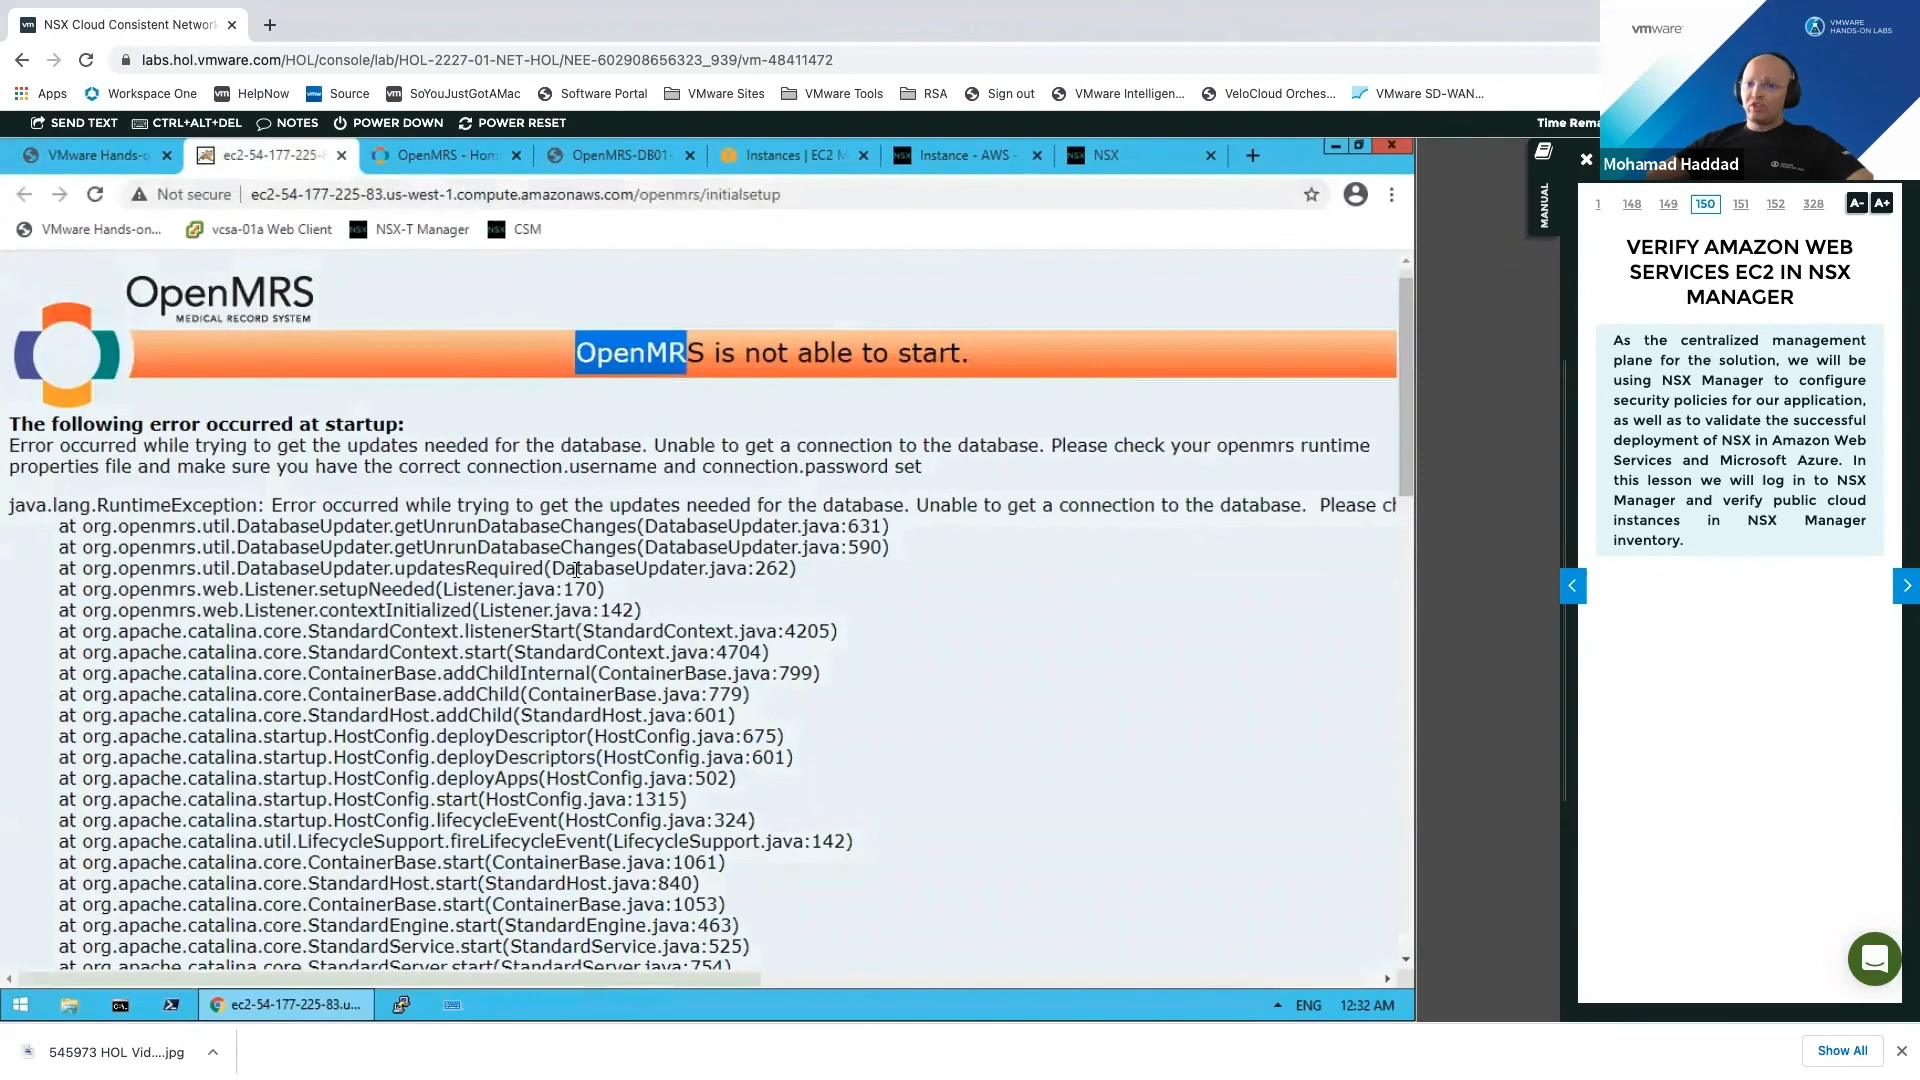 NSX Cloud Consistent Network
labs.hol.vmware.com/HOL/console/lab/HOL-2227-01-NET-HOL/NEE-602908656323_939/vm-48411472
Apps
Workspace One
HelpNow
Source
SoYouJustGotAMac
Software Portal
VMware Sites
VMware Tools
RSA
Sign out
VMware Intelligen...
VeloCloud Orches...
VMware SD-WAN...
SEND TEXT
CTRL+ALT+DEL
NOTES
POWER DOWN
POWER RESET
Time Rema
vmware
VMWARE
HANDS-ON LABS
Mohamad Haddad
VMware Hands-o
ec2-54-177-225-8
OpenMRS - Hom
OpenMRS-DB01-
Instances | EC2 M
Instance - AWS -
NSX
Not secure
ec2-54-177-225-83.us-west-1.compute.amazonaws.com/openmrs/initialsetup
VMware Hands-on...
vcsa-01a Web Client
NSX-T Manager
CSM
MANUAL
OpenMRS
MEDICAL RECORD SYSTEM
OpenMRS is not able to start.
The following error occurred at startup:
Error occurred while trying to get the updates needed for the database. Unable to get a connection to the database. Please check your openmrs runtime
properties file and make sure you have the correct connection.username and connection.password set
java.lang.RuntimeException: Error occurred while trying to get the updates needed for the database. Unable to get a connection to the database.  Please ch
at org.openmrs.util.DatabaseUpdater.getUnrunDatabaseChanges(DatabaseUpdater.java:631)
at org.openmrs.util.DatabaseUpdater.getUnrunDatabaseChanges(DatabaseUpdater.java:590)
at org.openmrs.util.DatabaseUpdater.updatesRequired(DatabaseUpdater.java:262)
at org.openmrs.web.Listener.setupNeeded(Listener.java:170)
at org.openmrs.web.Listener.contextInitialized(Listener.java:142)
at org.apache.catalina.core.StandardContext.listenerStart(StandardContext.java:4205)
at org.apache.catalina.core.StandardContext.start(StandardContext.java:4704)
at org.apache.catalina.core.ContainerBase.addChildInternal(ContainerBase.java:799)
at org.apache.catalina.core.ContainerBase.addChild(ContainerBase.java:779)
at org.apache.catalina.core.StandardHost.addChild(StandardHost.java:601)
at org.apache.catalina.startup.HostConfig.deployDescriptor(HostConfig.java:675)
at org.apache.catalina.startup.HostConfig.deployDescriptors(HostConfig.java:601)
at org.apache.catalina.startup.HostConfig.deployApps(HostConfig.java:502)
at org.apache.catalina.startup.HostConfig.start(HostConfig.java:1315)
at org.apache.catalina.startup.HostConfig.lifecycleEvent(HostConfig.java:324)
at org.apache.catalina.util.LifecycleSupport.fireLifecycleEvent(LifecycleSupport.java:142)
at org.apache.catalina.core.ContainerBase.start(ContainerBase.java:1061)
at org.apache.catalina.core.StandardHost.start(StandardHost.java:840)
at org.apache.catalina.core.ContainerBase.start(ContainerBase.java:1053)
at org.apache.catalina.core.StandardEngine.start(StandardEngine.java:463)
at org.apache.catalina.core.StandardService.start(StandardService.java:525)
at org.apache.catalina.core.StandardServer.start(StandardServer.java:754)
1 148 149 150 151 152 328
A- A+
VERIFY AMAZON WEB
SERVICES EC2 IN NSX
MANAGER
As the centralized management
plane for the solution, we will be
using NSX Manager to configure
security policies for our application,
as well as to validate the successful
deployment of NSX in Amazon Web
Services and Microsoft Azure. In
this lesson we will log in to NSX
Manager and verify public cloud
instances in NSX Manager
inventory.
ec2-54-177-225-83.u...
ENG
12:32 AM
545973 HOL Vid....jpg
Show All